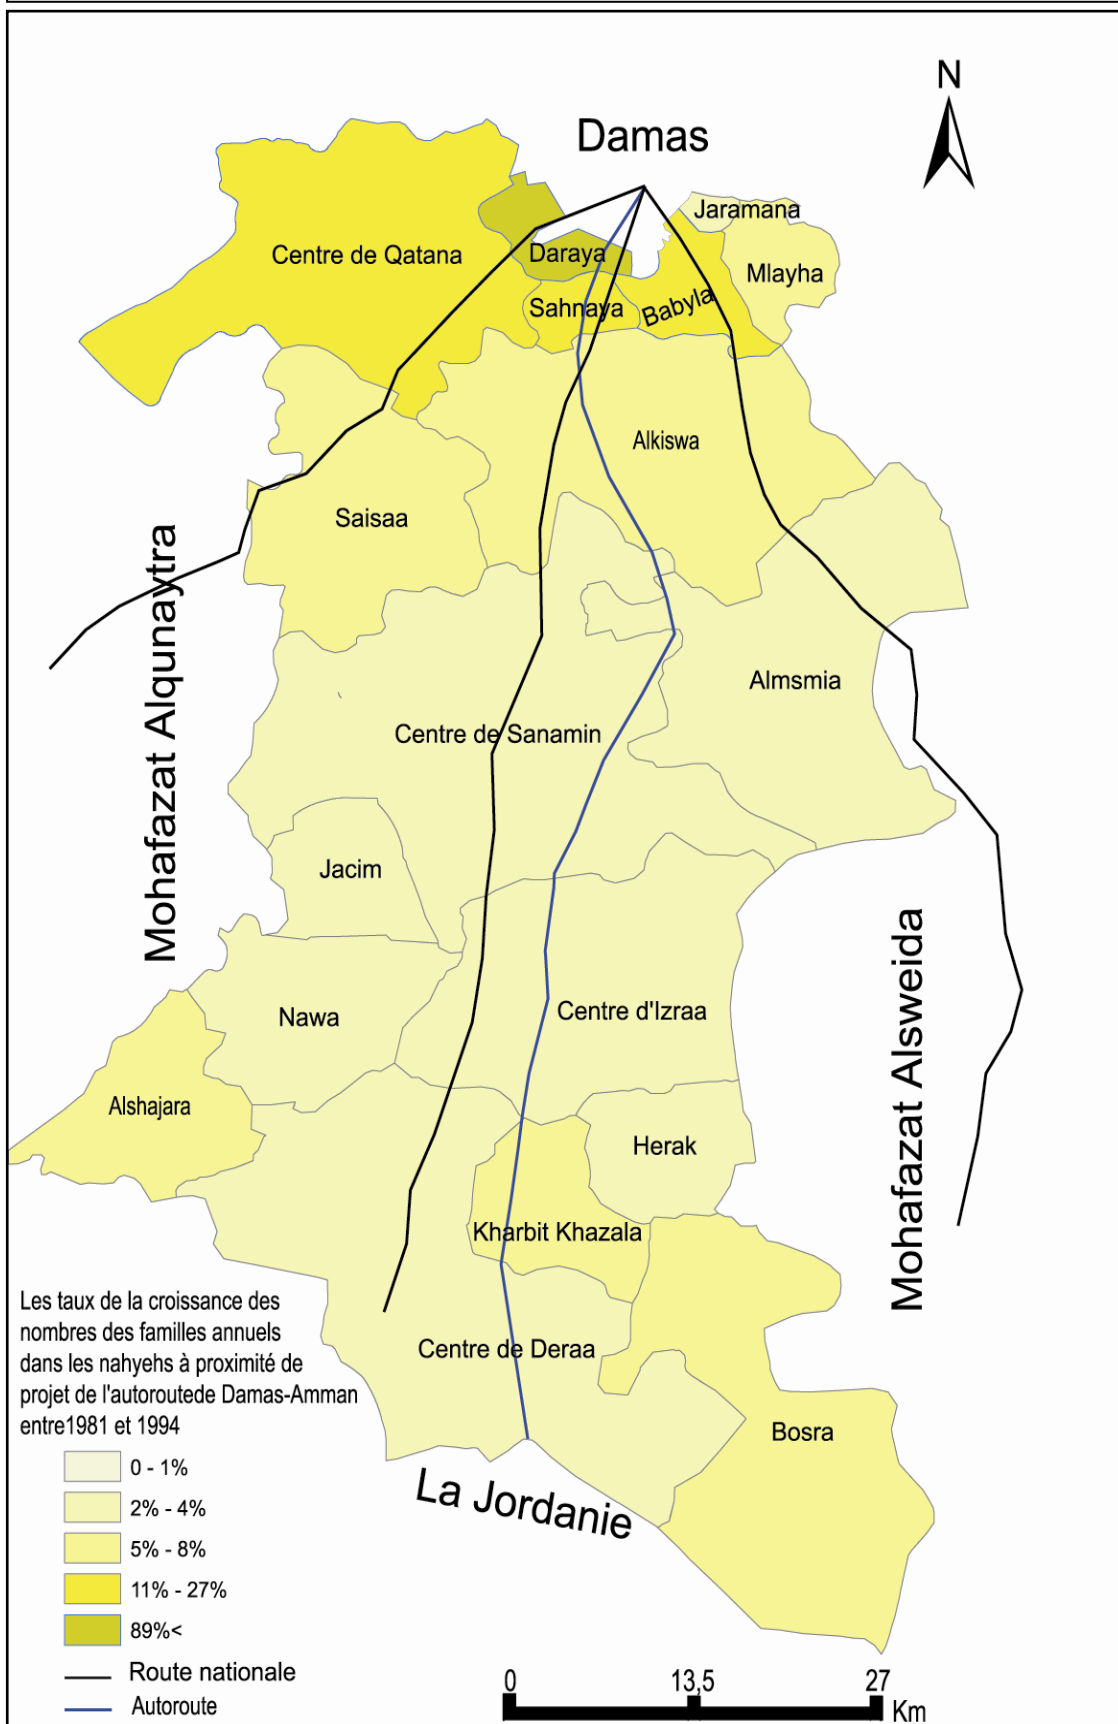 N
Damas
Jaramana
Centre de Qatana
Daraya
Mlayha
Sahnaya
Babyla
Alkiswa
Saisaa
Mohafazat Alqunaytra
Almsmia
Centre de Sanamin
Jacim
Centre d'Izraa
Nawa
Mohafazat Alsweida
Alshajara
Herak
Kharbit Khazala
Centre de Deraa
Bosra
La Jordanie
Les taux de la croissance des
nombres des familles annuels
dans les nahyehs à proximité de
projet de l'autoroutede Damas-Amman
entre1981 et 1994
0 - 1%
2% - 4%
5% - 8%
11% - 27%
89%<
Route nationale
Autoroute
0 13,5 27
Km